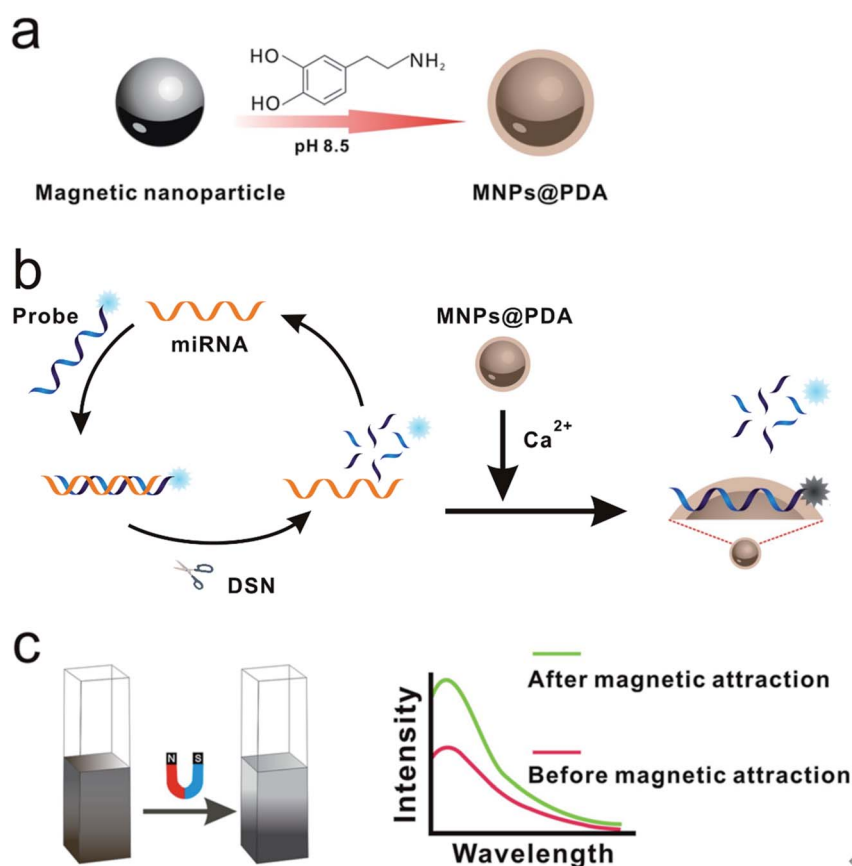 a
HO
HO
NH₂
pH 8.5
Magnetic nanoparticle
MNPs@PDA
b
Probe
miRNA
MNPs@PDA
Ca²⁺
DSN
c
N S
After magnetic attraction
Before magnetic attraction
Intensity
Wavelength